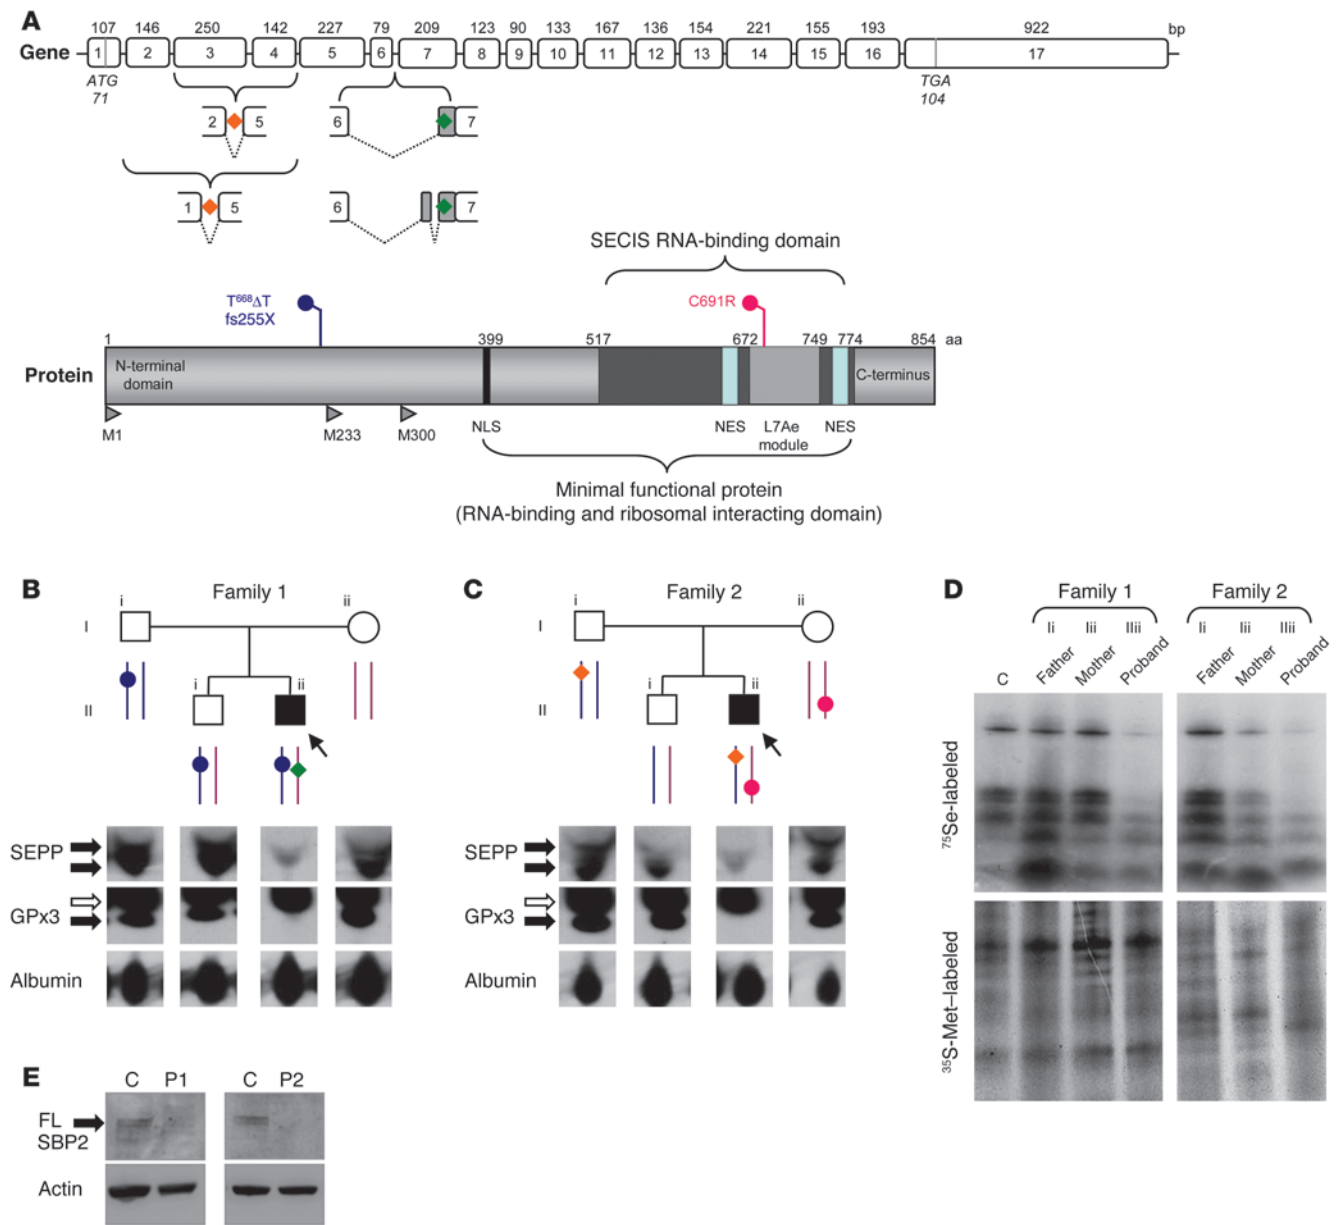 A
107 146 250 142 227 79 209 123 90 133 167 136 154 221 155 193 922 bp
Gene 1 2 3 4 5 6 7 8 9 10 11 12 13 14 15 16 17
ATG
71
TGA
104
2 5 6 7
1 5 6 7
SECIS RNA-binding domain
T668ΔT
fs255X
C691R
1 399 517 672 749 774 854 aa
Protein N-terminal domain C-terminus
M1 M233 M300 NLS NES L7Ae module NES
Minimal functional protein
(RNA-binding and ribosomal interacting domain)
B
Family 1
i ii
I
i ii
II
SEPP
GPx3
Albumin
C
Family 2
i ii
I
i ii
II
SEPP
GPx3
Albumin
D
Family 1 Family 2
Ii Iii IIii Ii Iii IIii
C Father Mother Proband Father Mother Proband
75Se-labeled
35S-Met–labeled
E
C P1 C P2
FL
SBP2
Actin